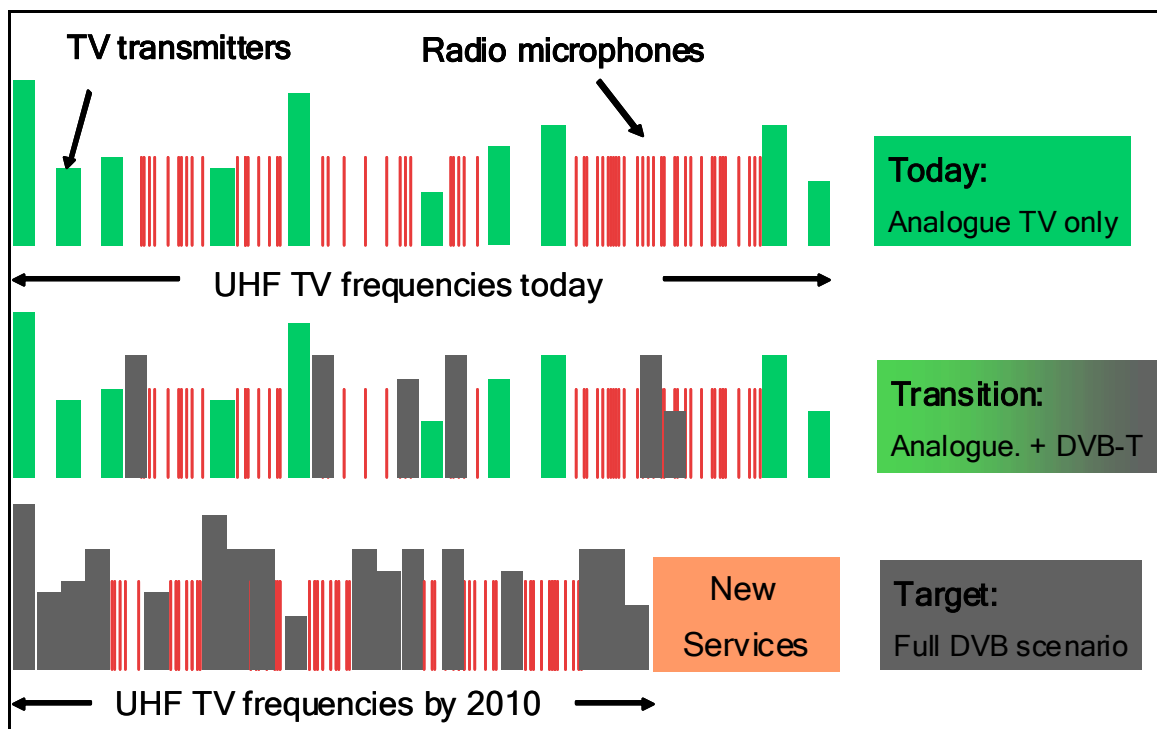 TV transmitters
Radio microphones
Today:
Analogue TV only
UHF TV frequencies today
Transition:
Analogue. + DVB-T
New
Services
Target:
Full DVB scenario
UHF TV frequencies by 2010